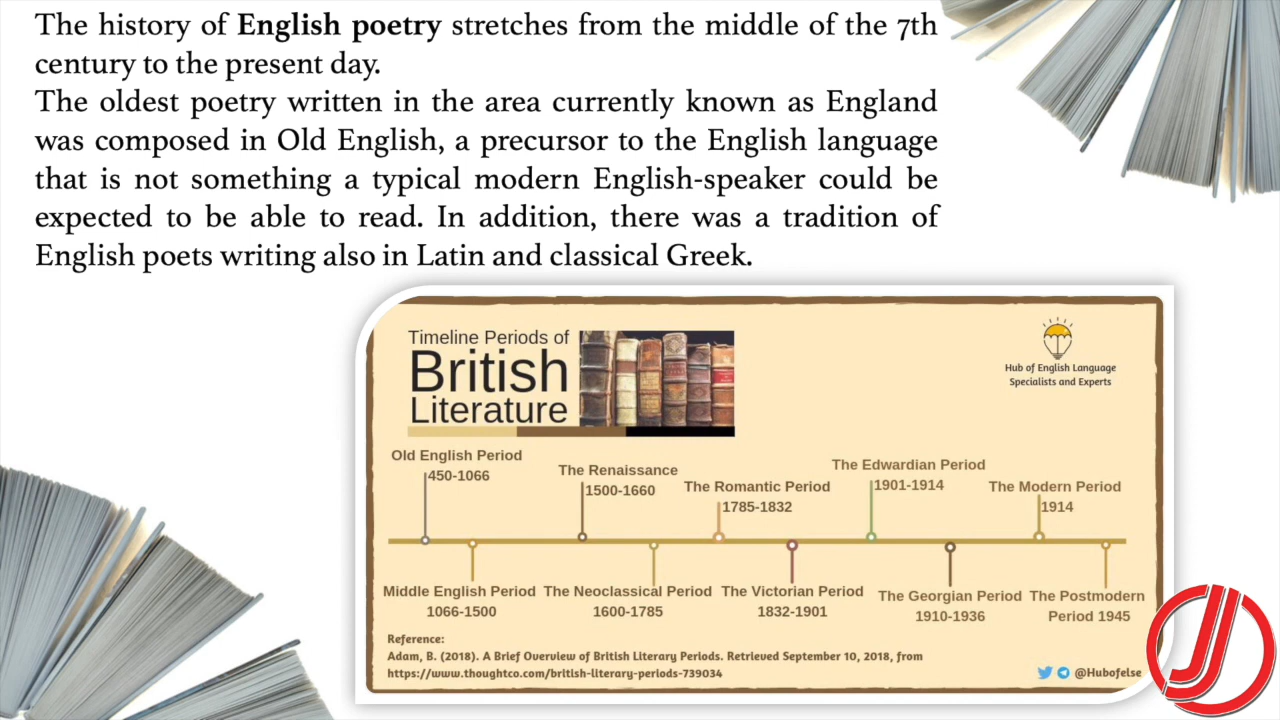 The history of English poetry stretches from the middle of the 7th
century to the present day.
The oldest poetry written in the area currently known as England
was composed in Old English, a precursor to the English language
that is not something a typical modern English-speaker could be
expected to be able to read. In addition, there was a tradition of
English poets writing also in Latin and classical Greek.
Timeline Periods of
British
Literature
Hub of English Language
Specialists and Experts
Old English Period
450-1066
The Renaissance
1500-1660
The Romantic Period
1785-1832
The Edwardian Period
1901-1914
The Modern Period
1914
Middle English Period
1066-1500
The Neoclassical Period
1600-1785
The Victorian Period
1832-1901
The Georgian Period
1910-1936
The Postmodern
Period 1945
Reference:
Adam, B. (2018). A Brief Overview of British Literary Periods. Retrieved September 10, 2018, from
https://www.thoughtco.com/british-literary-periods-739034
@Hubofelse